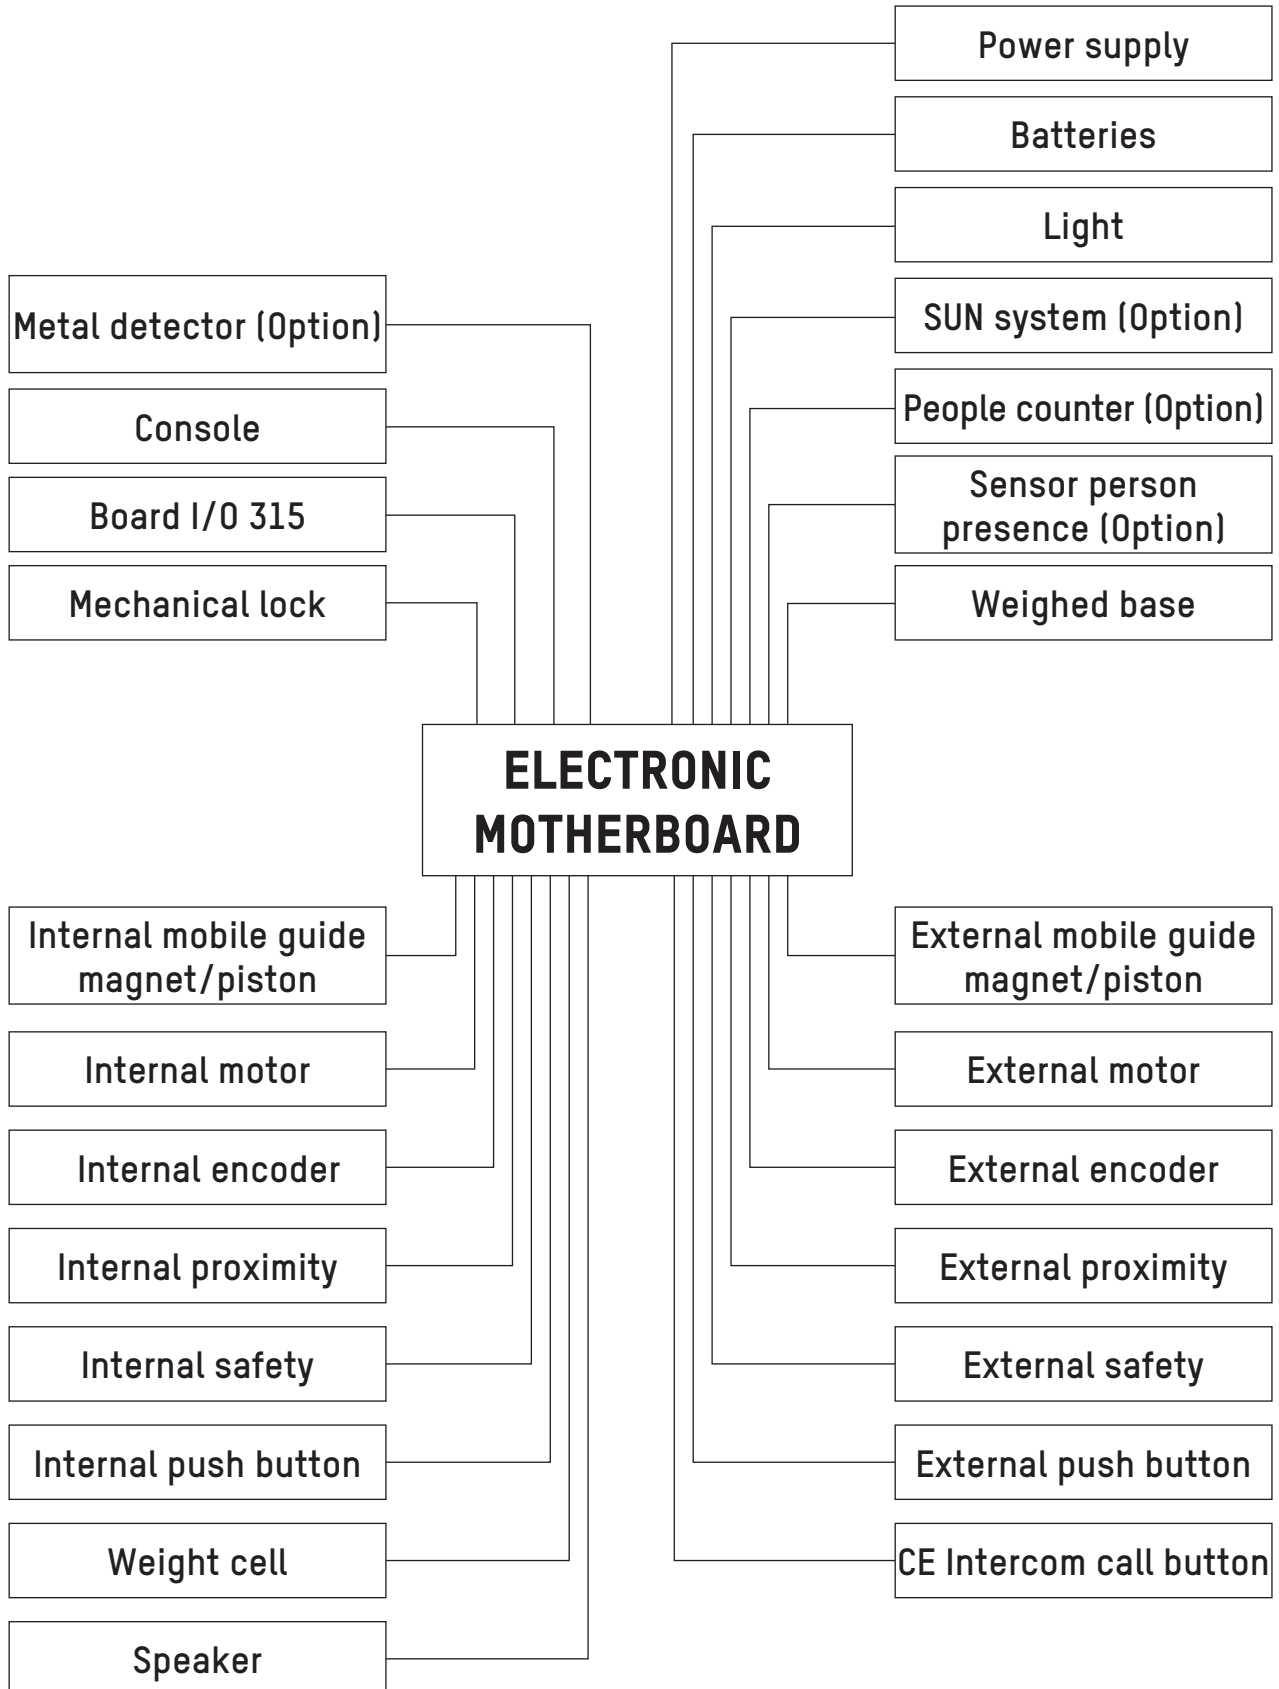 Power supply
Batteries
Light
SUN system (Option)
People counter (Option)
Sensor person
presence (Option)
Weighed base
Metal detector (Option)
Console
Board I/O 315
Mechanical lock
ELECTRONIC
MOTHERBOARD
Internal mobile guide
magnet/piston
Internal motor
Internal encoder
Internal proximity
Internal safety
Internal push button
Weight cell
Speaker
External mobile guide
magnet/piston
External motor
External encoder
External proximity
External safety
External push button
CE Intercom call button